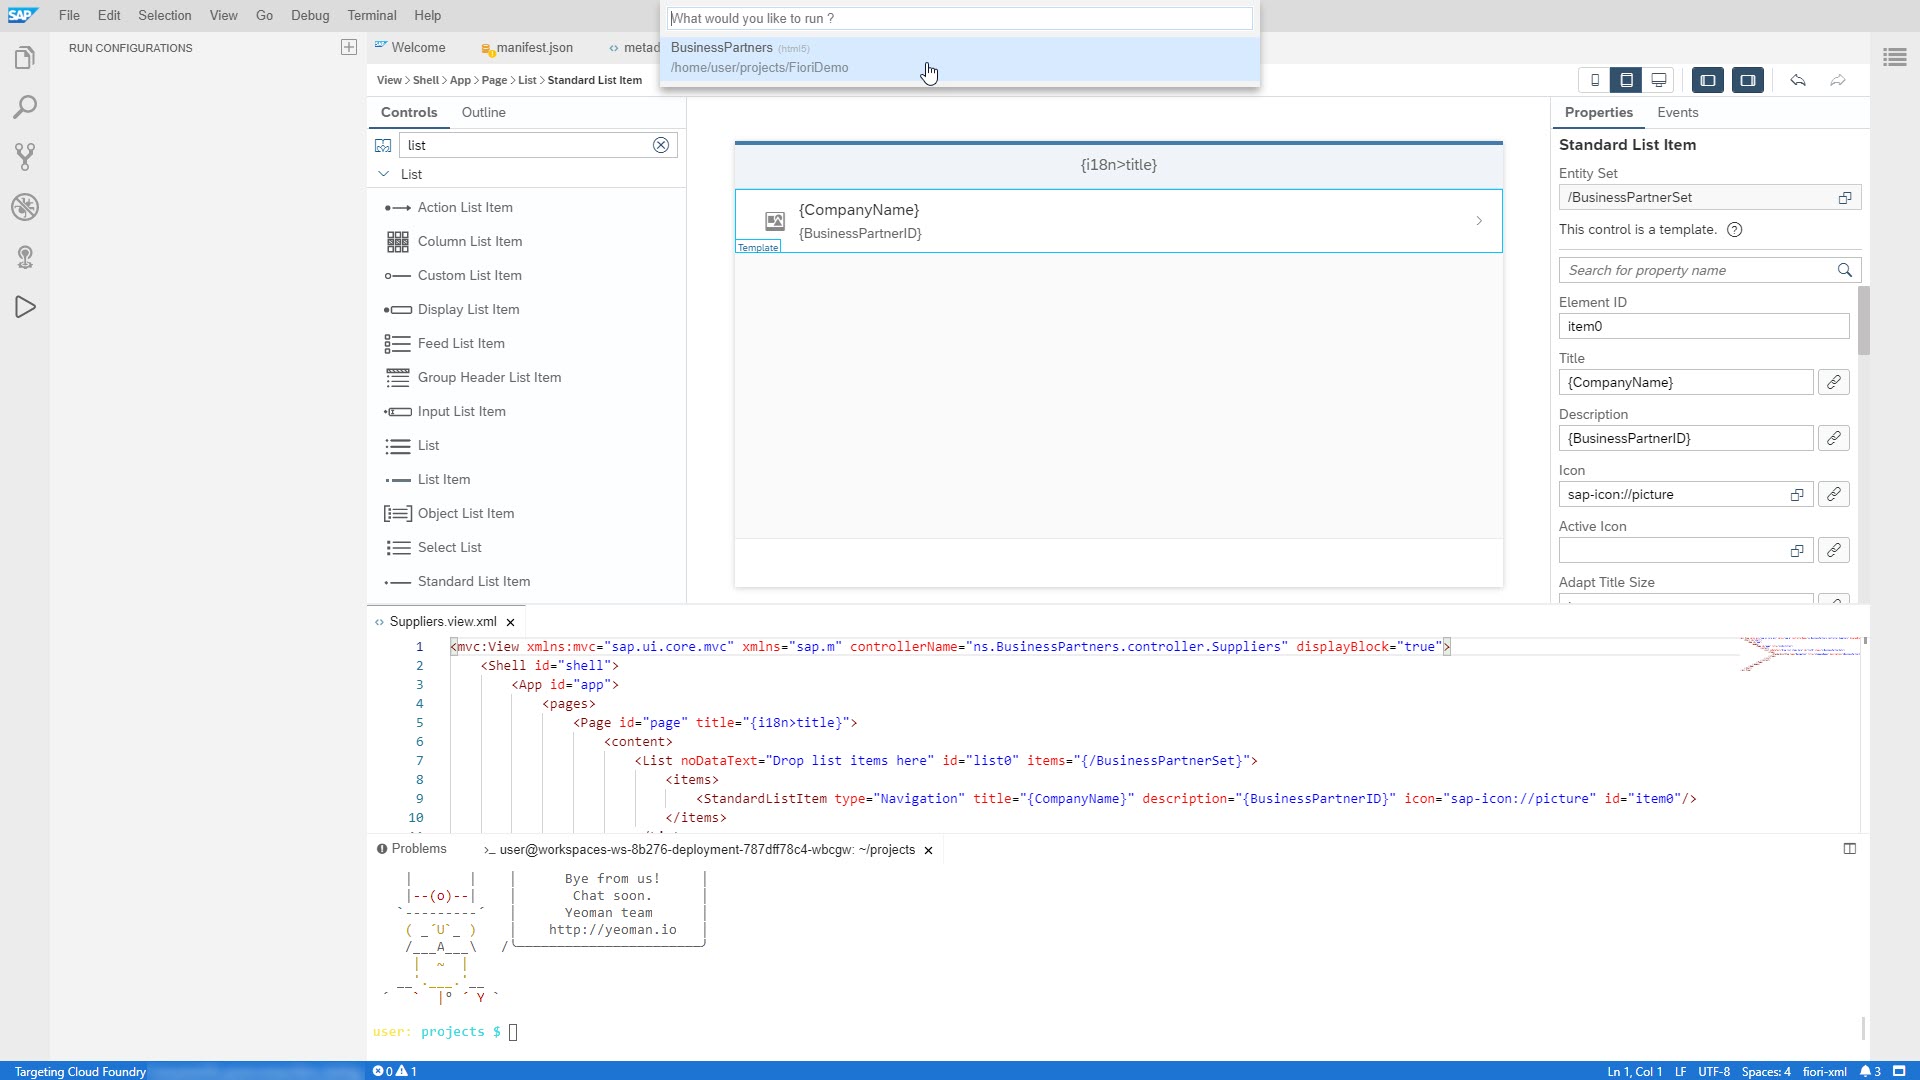 SAP File Edit Selection View Go Debug Terminal Help
What would you like to run ?
BusinessPartners (html5)
/home/user/projects/FioriDemo
RUN CONFIGURATIONS
Welcome manifest.json metad
View > Shell > App > Page > List > Standard List Item
Controls Outline
list
List
Action List Item
Column List Item
Custom List Item
Display List Item
Feed List Item
Group Header List Item
Input List Item
List
List Item
Object List Item
Select List
Standard List Item
{i18n>title}
{CompanyName}
{BusinessPartnerID}
Template
Properties Events
Standard List Item
Entity Set
/BusinessPartnerSet
This control is a template. ?
Search for property name
Element ID
item0
Title
{CompanyName}
Description
{BusinessPartnerID}
Icon
sap-icon://picture
Active Icon
Adapt Title Size
Suppliers.view.xml
1 <mvc:View xmlns:mvc="sap.ui.core.mvc" xmlns="sap.m" controllerName="ns.BusinessPartners.controller.Suppliers" displayBlock="true">
2 <Shell id="shell">
3 <App id="app">
4 <pages>
5 <Page id="page" title="{i18n>title}">
6 <content>
7 <List noDataText="Drop list items here" id="list0" items="{/BusinessPartnerSet}">
8 <items>
9 <StandardListItem type="Navigation" title="{CompanyName}" description="{BusinessPartnerID}" icon="sap-icon://picture" id="item0"/>
10 </items>
Problems >_ user@workspaces-ws-8b276-deployment-787dff78c4-wbcgw: ~/projects
|       |    |      Bye from us!     |
|--(o)--|    |       Chat soon.      |
`---------´   |      Yeoman team      |
( _´U`_ )    |    http://yeoman.io   |
/___A___\   /╰───────────────────────╯
|  ~  |
__'.___.'__
´   `  |° ´ Y `
user: projects $
Targeting Cloud Foundry
0 1
Ln 1, Col 1 LF UTF-8 Spaces: 4 fiori-xml 3